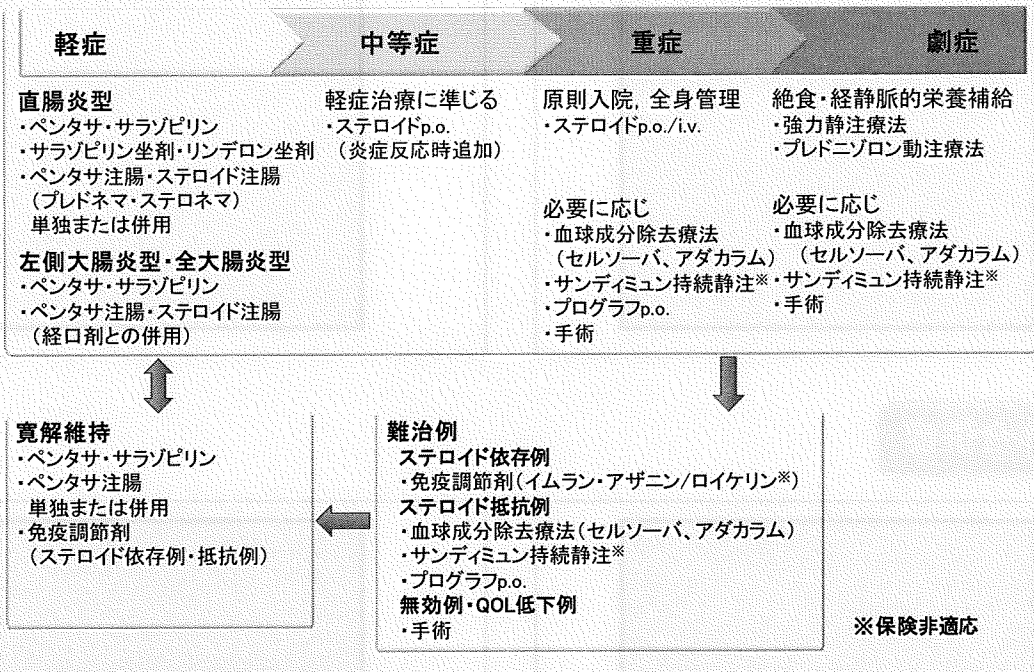 軽症
中等症
重症
劇症
直腸炎型
・ペンタサ・サラゾピリン
・サラゾピリン坐剤・リンデロン坐剤
・ペンタサ注腸・ステロイド注腸
(プレドネマ・ステロネマ)
単独または併用
左側大腸炎型・全大腸炎型
・ペンタサ・サラゾピリン
・ペンタサ注腸・ステロイド注腸
(経口剤との併用)
軽症治療に準じる
・ステロイドp.o.
(炎症反応時追加)
原則入院, 全身管理
・ステロイドp.o./i.v.
必要に応じ
・血球成分除去療法
(セルソーバ、アダカラム)
・サンディミュン持続静注※
・プログラフp.o.
・手術
絶食・経静脈的栄養補給
・強力静注療法
・プレドニゾロン動注療法
必要に応じ
・血球成分除去療法
(セルソーバ、アダカラム)
・サンディミュン持続静注※
・手術
寛解維持
・ペンタサ・サラゾピリン
・ペンタサ注腸
単独または併用
・免疫調節剤
(ステロイド依存例・抵抗例)
難治例
ステロイド依存例
・免疫調節剤(イムラン・アザニン/ロイケリン※)
ステロイド抵抗例
・血球成分除去療法(セルソーバ、アダカラム)
・サンディミュン持続静注※
・プログラフp.o.
無効例・QOL低下例
・手術
※保険非適応